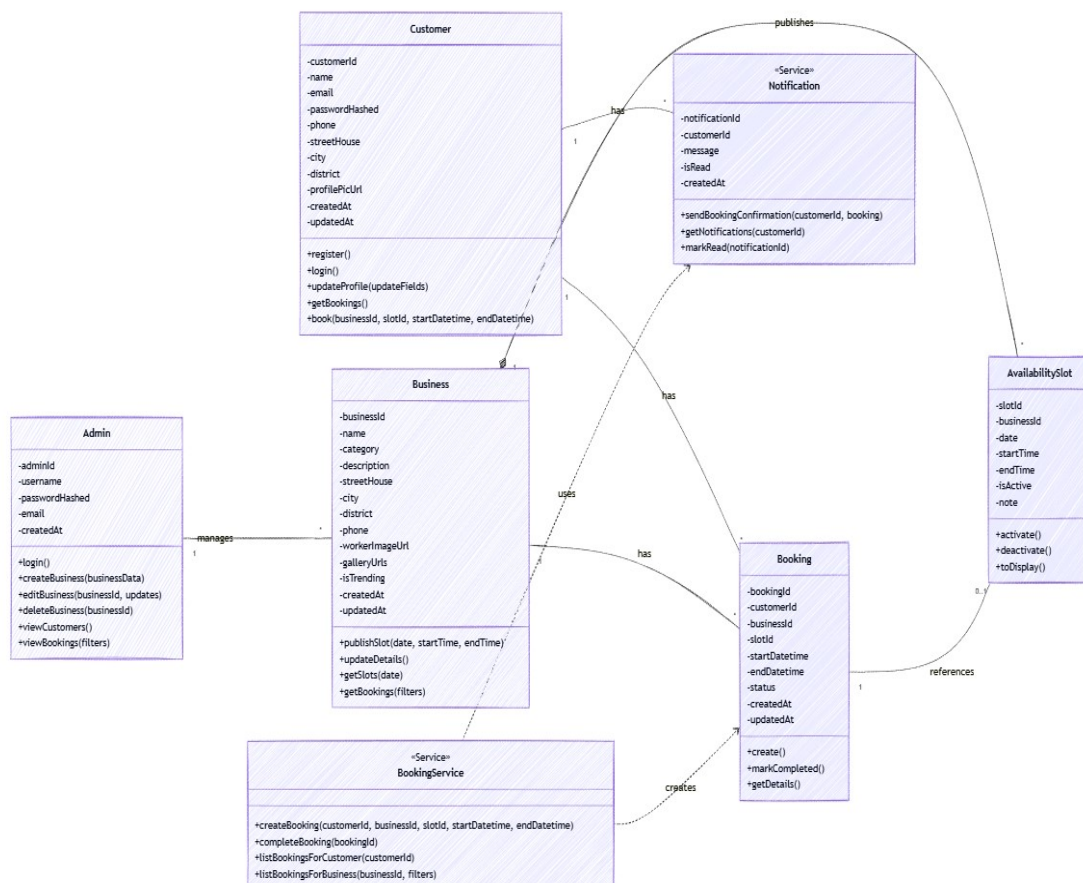 Customer
-customerId
-name
-email
-passwordHashed
-phone
-streetHouse
-city
-district
-profilePicUrl
-createdAt
-updatedAt
+register()
+login()
+updateProfile(updateFields)
+getBookings()
+book(businessId, slotId, startDatetime, endDatetime)
publishes
«Service»
Notification
-notificationId
-customerId
-message
-isRead
-createdAt
+sendBookingConfirmation(customerId, booking)
+getNotifications(customerId)
+markRead(notificationId)
has
1
*
1
has
*
Business
-businessId
-name
-category
-description
-streetHouse
-city
-district
-phone
-workerImageUrl
-galleryUrls
-isTrending
-createdAt
-updatedAt
+publishSlot(date, startTime, endTime)
+updateDetails()
+getSlots(date)
+getBookings(filters)
1
*
AvailabilitySlot
-slotId
-businessId
-date
-startTime
-endTime
-isActive
-note
+activate()
+deactivate()
+toDisplay()
Admin
-adminId
-username
-passwordHashed
-email
-createdAt
+login()
+createBusiness(businessData)
+editBusiness(businessId, updates)
+deleteBusiness(businessId)
+viewCustomers()
+viewBookings(filters)
manages
1
*
uses
has
1
*
Booking
-bookingId
-customerId
-businessId
-slotId
-startDatetime
-endDatetime
-status
-createdAt
-updatedAt
+create()
+markCompleted()
+getDetails()
0..1
references
1
creates
«Service»
BookingService
+createBooking(customerId, businessId, slotId, startDatetime, endDatetime)
+completeBooking(bookingId)
+listBookingsForCustomer(customerId)
+listBookingsForBusiness(businessId, filters)